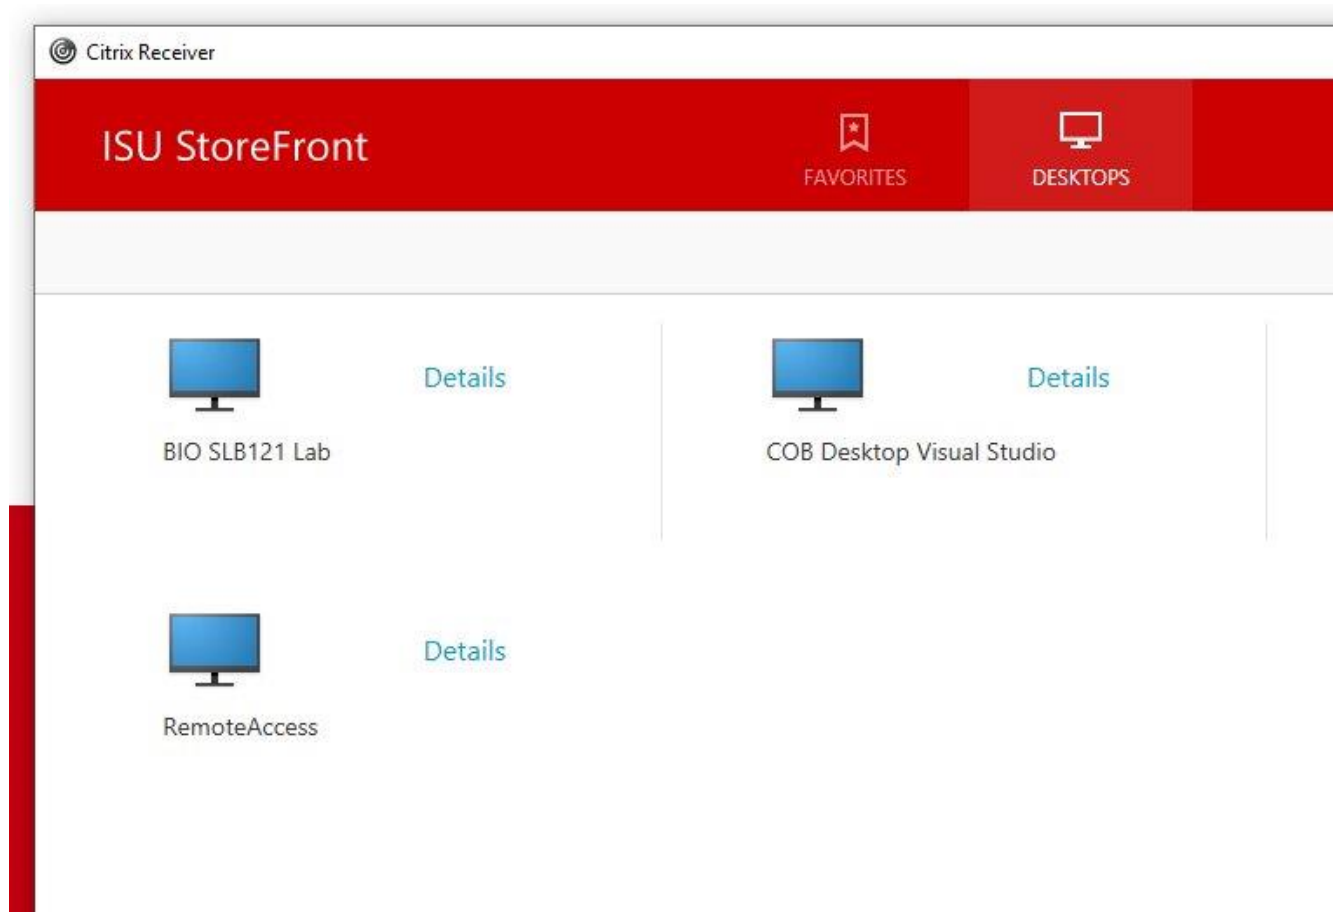 Citrix Receiver
ISU StoreFront
FAVORITES
DESKTOPS
Details
Details
BIO SLB121 Lab
COB Desktop Visual Studio
Details
RemoteAccess